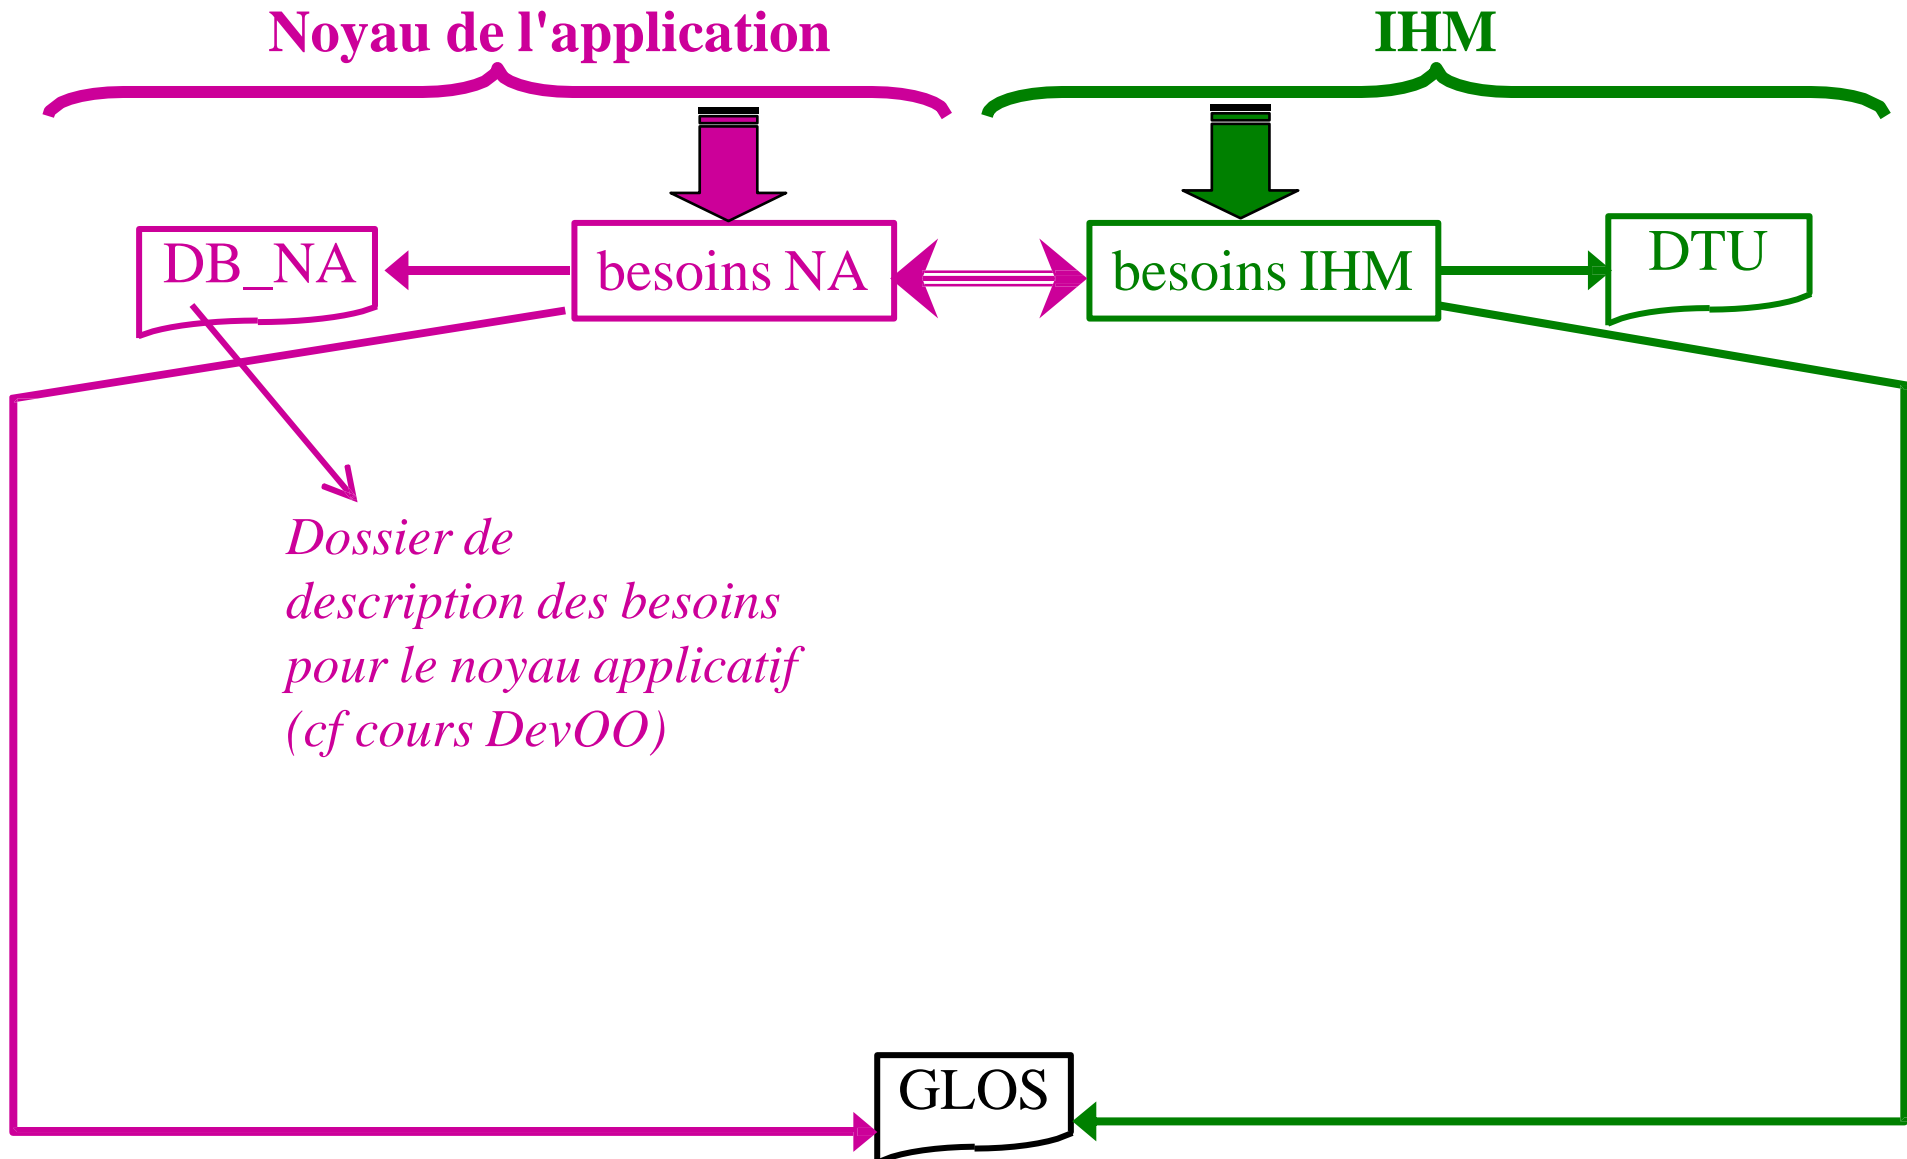 Noyau de l'application
IHM
DB_NA
besoins NA
besoins IHM
DTU
Dossier de
description des besoins
pour le noyau applicatif
(cf cours DevOO)
GLOS